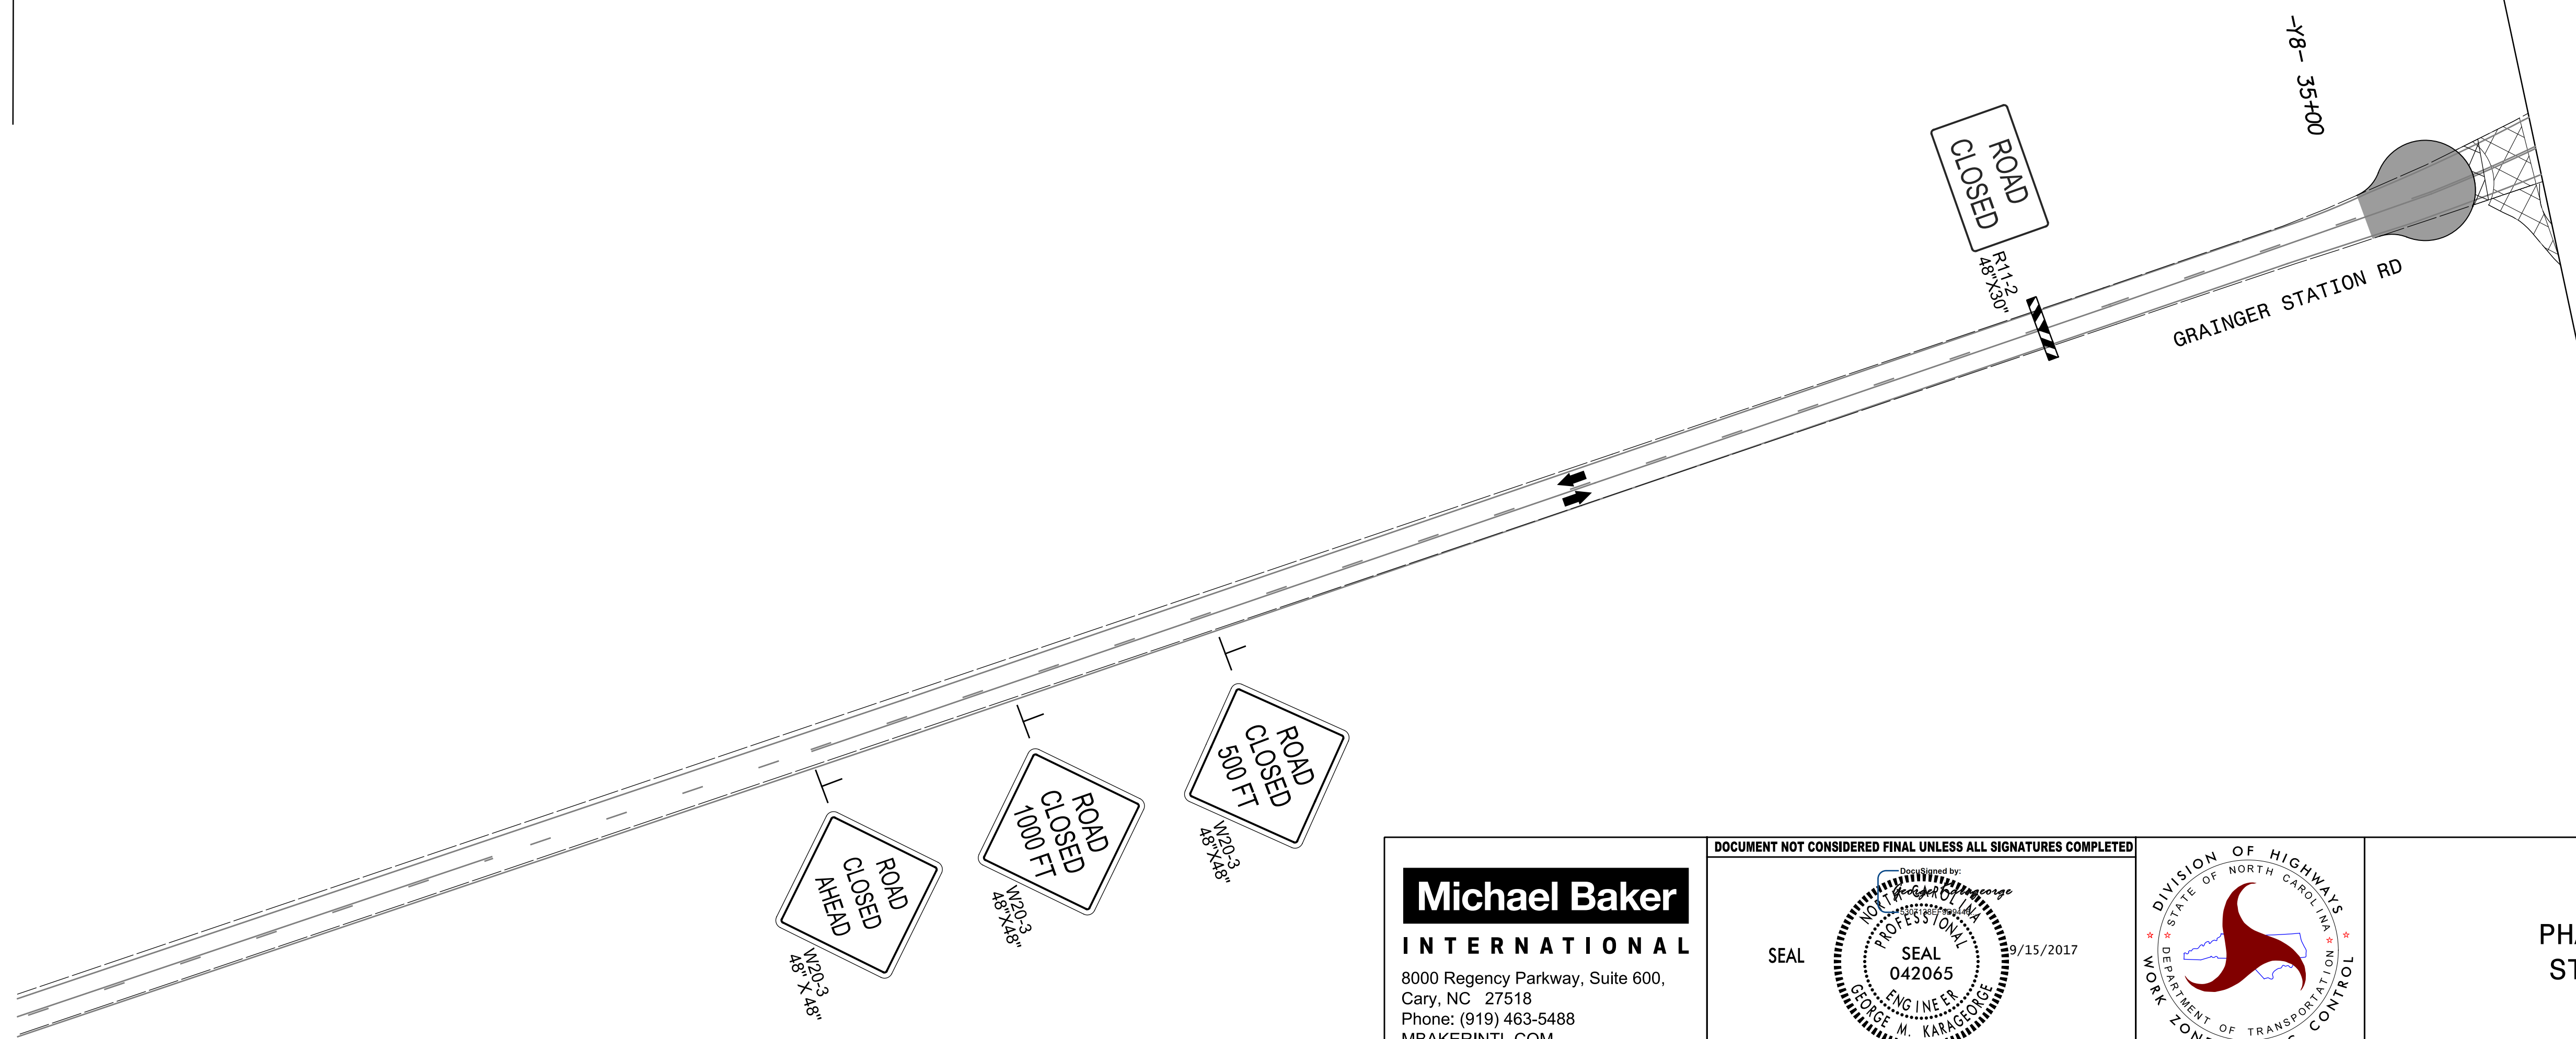 -Y8- 35+00
ROAD
CLOSED
R11-2
48"X30"
GRAINGER STATION RD
ROAD
CLOSED
500 FT
W20-3
48"X48"
ROAD
CLOSED
1000 FT
W20-3
48"X48"
ROAD
CLOSED
AHEAD
W20-3
48" X 48"
Michael Baker
INTERNATIONAL
8000 Regency Parkway, Suite 600,
Cary, NC 27518
Phone: (919) 463-5488
MBAKERINTL.COM
DOCUMENT NOT CONSIDERED FINAL UNLESS ALL SIGNATURES COMPLETED
DocuSigned by:
SEAL
NORTH CAROLINA
PROFESSIONAL
SEAL
042065
ENGINEER
GEORGE M. KARAGEORGE
9/15/2017
DIVISION OF HIGHWAYS
STATE OF NORTH CAROLINA
DEPARTMENT OF TRANSPORTATION
WORK ZONE CONTROL
PH
ST